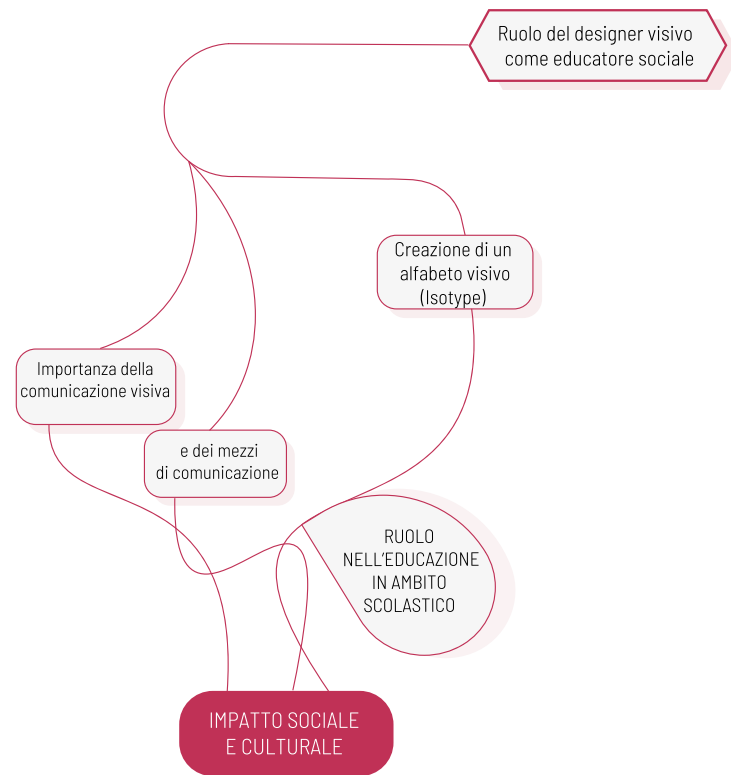 Ruolo del designer visivo
come educatore sociale
Creazione di un
alfabeto visivo
(Isotype)
Importanza della
comunicazione visiva
e dei mezzi
di comunicazione
RUOLO
NELL'EDUCAZIONE
IN AMBITO
SCOLASTICO
IMPATTO SOCIALE
E CULTURALE